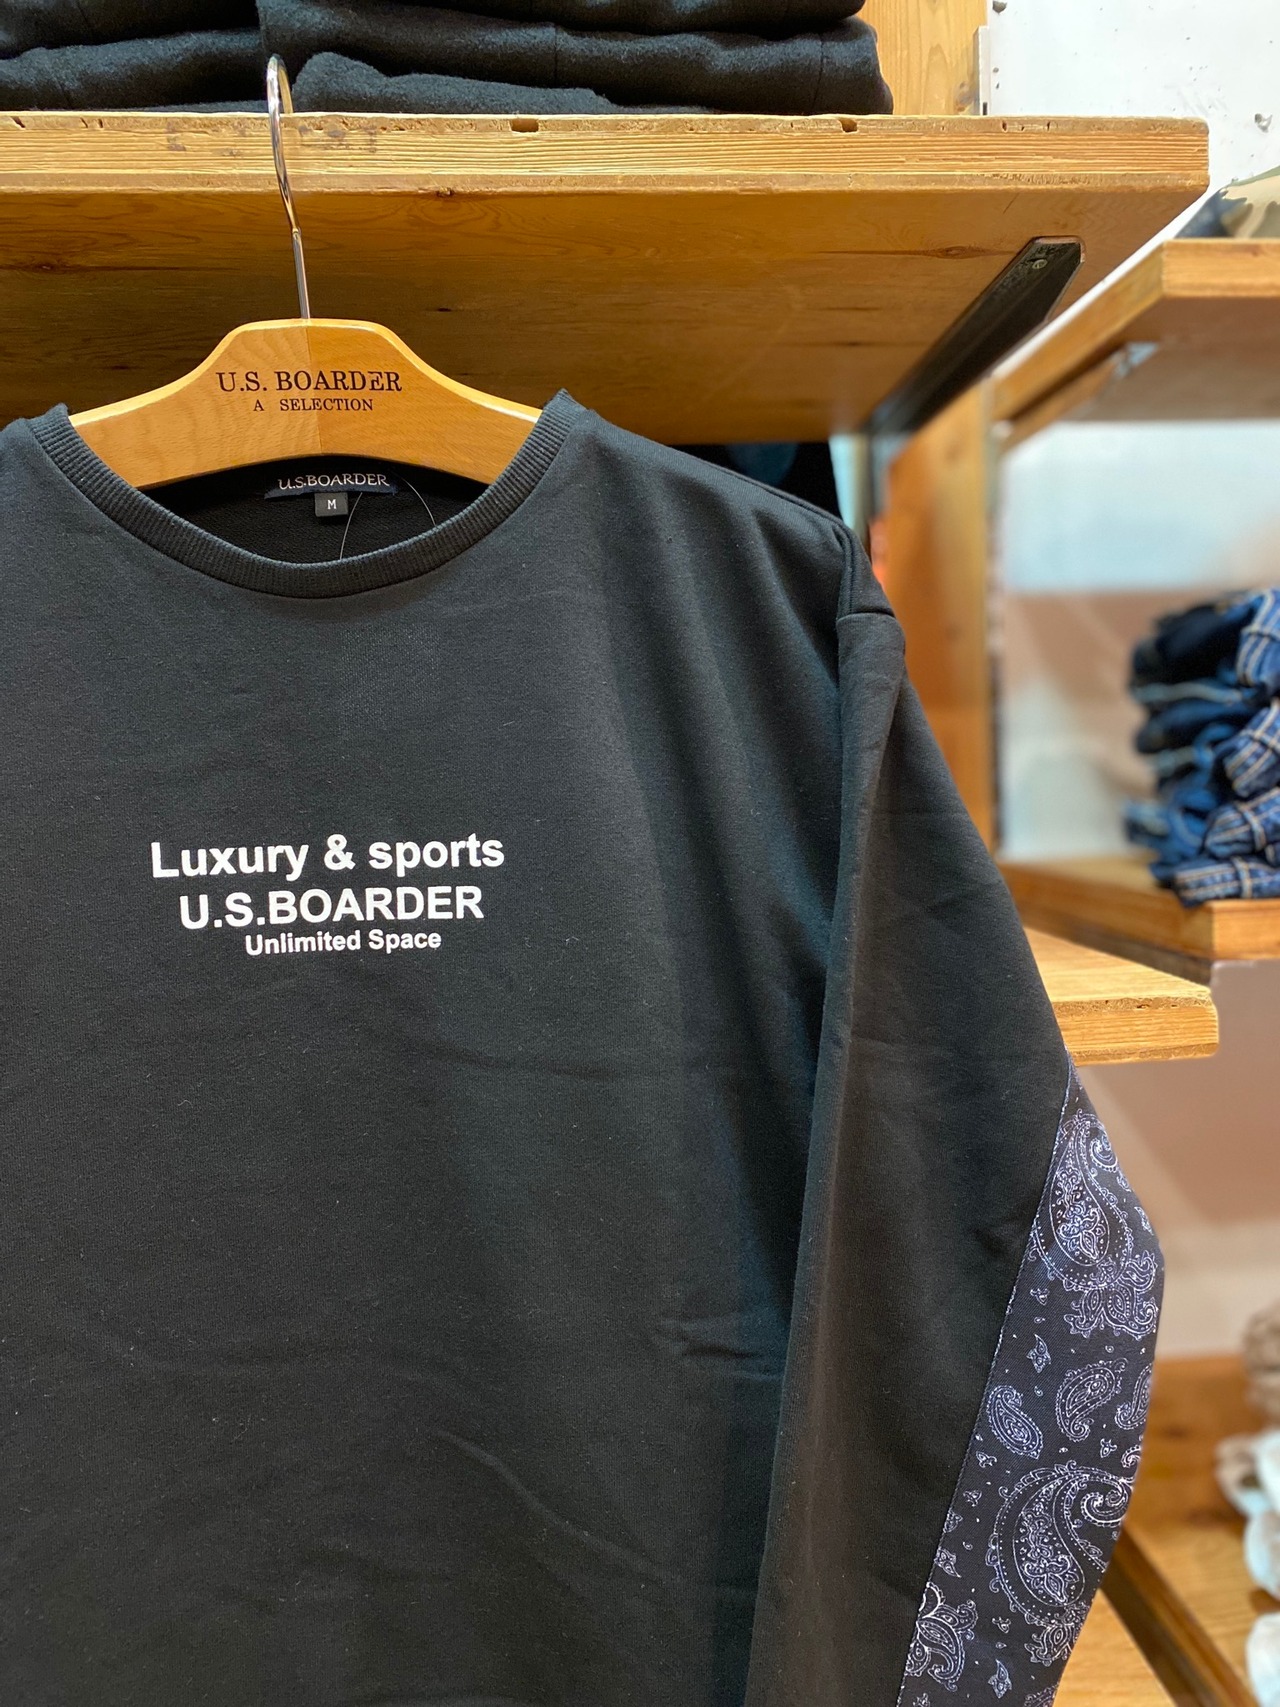 U.S. BOARDER
A SELECTION
U.S.BOARDER
M
Luxury & sports
U.S.BOARDER
Unlimited Space